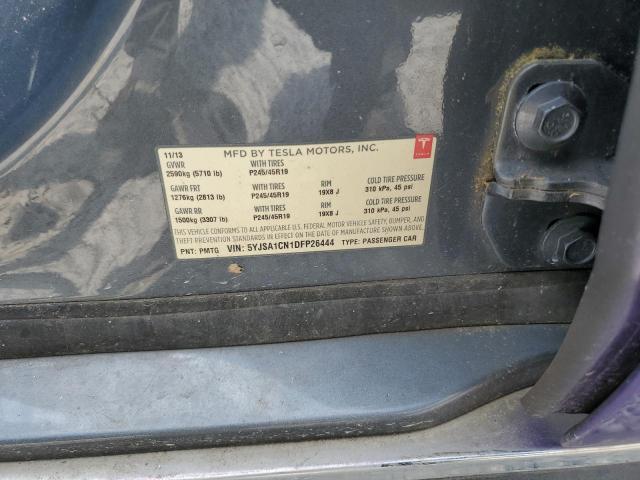 11/13 MFD BY TESLA MOTORS, INC.
GVWR WITH TIRES
2590kg (5710 lb) P245/45R19
GAWR FRT WITH TIRES RIM COLD TIRE PRESSURE
1276kg (2813 lb) P245/45R19 19X8 J 310 kPa, 45 psi
GAWR RR WITH TIRES RIM COLD TIRE PRESSURE
1500kg (3307 lb) P245/45R19 19X8 J 310 kPa, 45 psi
THIS VEHICLE CONFORMS TO ALL APPLICABLE FEDERAL MOTOR VEHICLE SAFETY, BUMPER, AND
THEFT PREVENTION STANDARDS IN EFFECT ON THE DATE OF MANUFACTURE SHOWN ABOVE.
PNT: PMTG VIN: 5YJSA1CN1DFP26444 TYPE: PASSENGER CAR